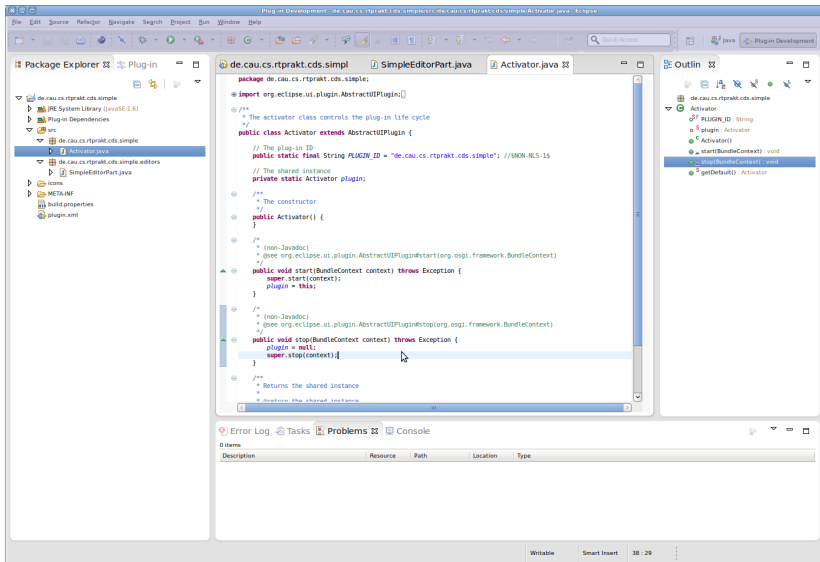 Plug-in Development - de.cau.cs.rtprakt.cds.simple/src/de/cau/cs/rtprakt/cds/simple/Activator.java - Eclipse
File Edit Source Refactor Navigate Search Project Run Window Help
Quick Access
Java
Plug-in Development
Package Explorer
Plug-in
de.cau.cs.rtprakt.cds.simple
JRE System Library [JavaSE-1.6]
Plug-in Dependencies
src
de.cau.cs.rtprakt.cds.simple
Activator.java
de.cau.cs.rtprakt.cds.simple.editors
SimpleEditorPart.java
icons
META-INF
build.properties
plugin.xml
de.cau.cs.rtprakt.cds.simpl
SimpleEditorPart.java
Activator.java
package de.cau.cs.rtprakt.cds.simple;
import org.eclipse.ui.plugin.AbstractUIPlugin;
/**
* The activator class controls the plug-in life cycle
*/
public class Activator extends AbstractUIPlugin {
// The plug-in ID
public static final String PLUGIN_ID = "de.cau.cs.rtprakt.cds.simple"; //$NON-NLS-1$
// The shared instance
private static Activator plugin;
/**
* The constructor
*/
public Activator() {
}
/*
* (non-Javadoc)
* @see org.eclipse.ui.plugin.AbstractUIPlugin#start(org.osgi.framework.BundleContext)
*/
public void start(BundleContext context) throws Exception {
super.start(context);
plugin = this;
}
/*
* (non-Javadoc)
* @see org.eclipse.ui.plugin.AbstractUIPlugin#stop(org.osgi.framework.BundleContext)
*/
public void stop(BundleContext context) throws Exception {
plugin = null;
super.stop(context);
}
/**
* Returns the shared instance
*
* @return the shared instance
Outlin
de.cau.cs.rtprakt.cds.simple
Activator
PLUGIN_ID : String
plugin : Activator
Activator()
start(BundleContext) : void
stop(BundleContext) : void
getDefault() : Activator
Error Log
Tasks
Problems
Console
0 items
Description Resource Path Location Type
Writable Smart Insert 38 : 29